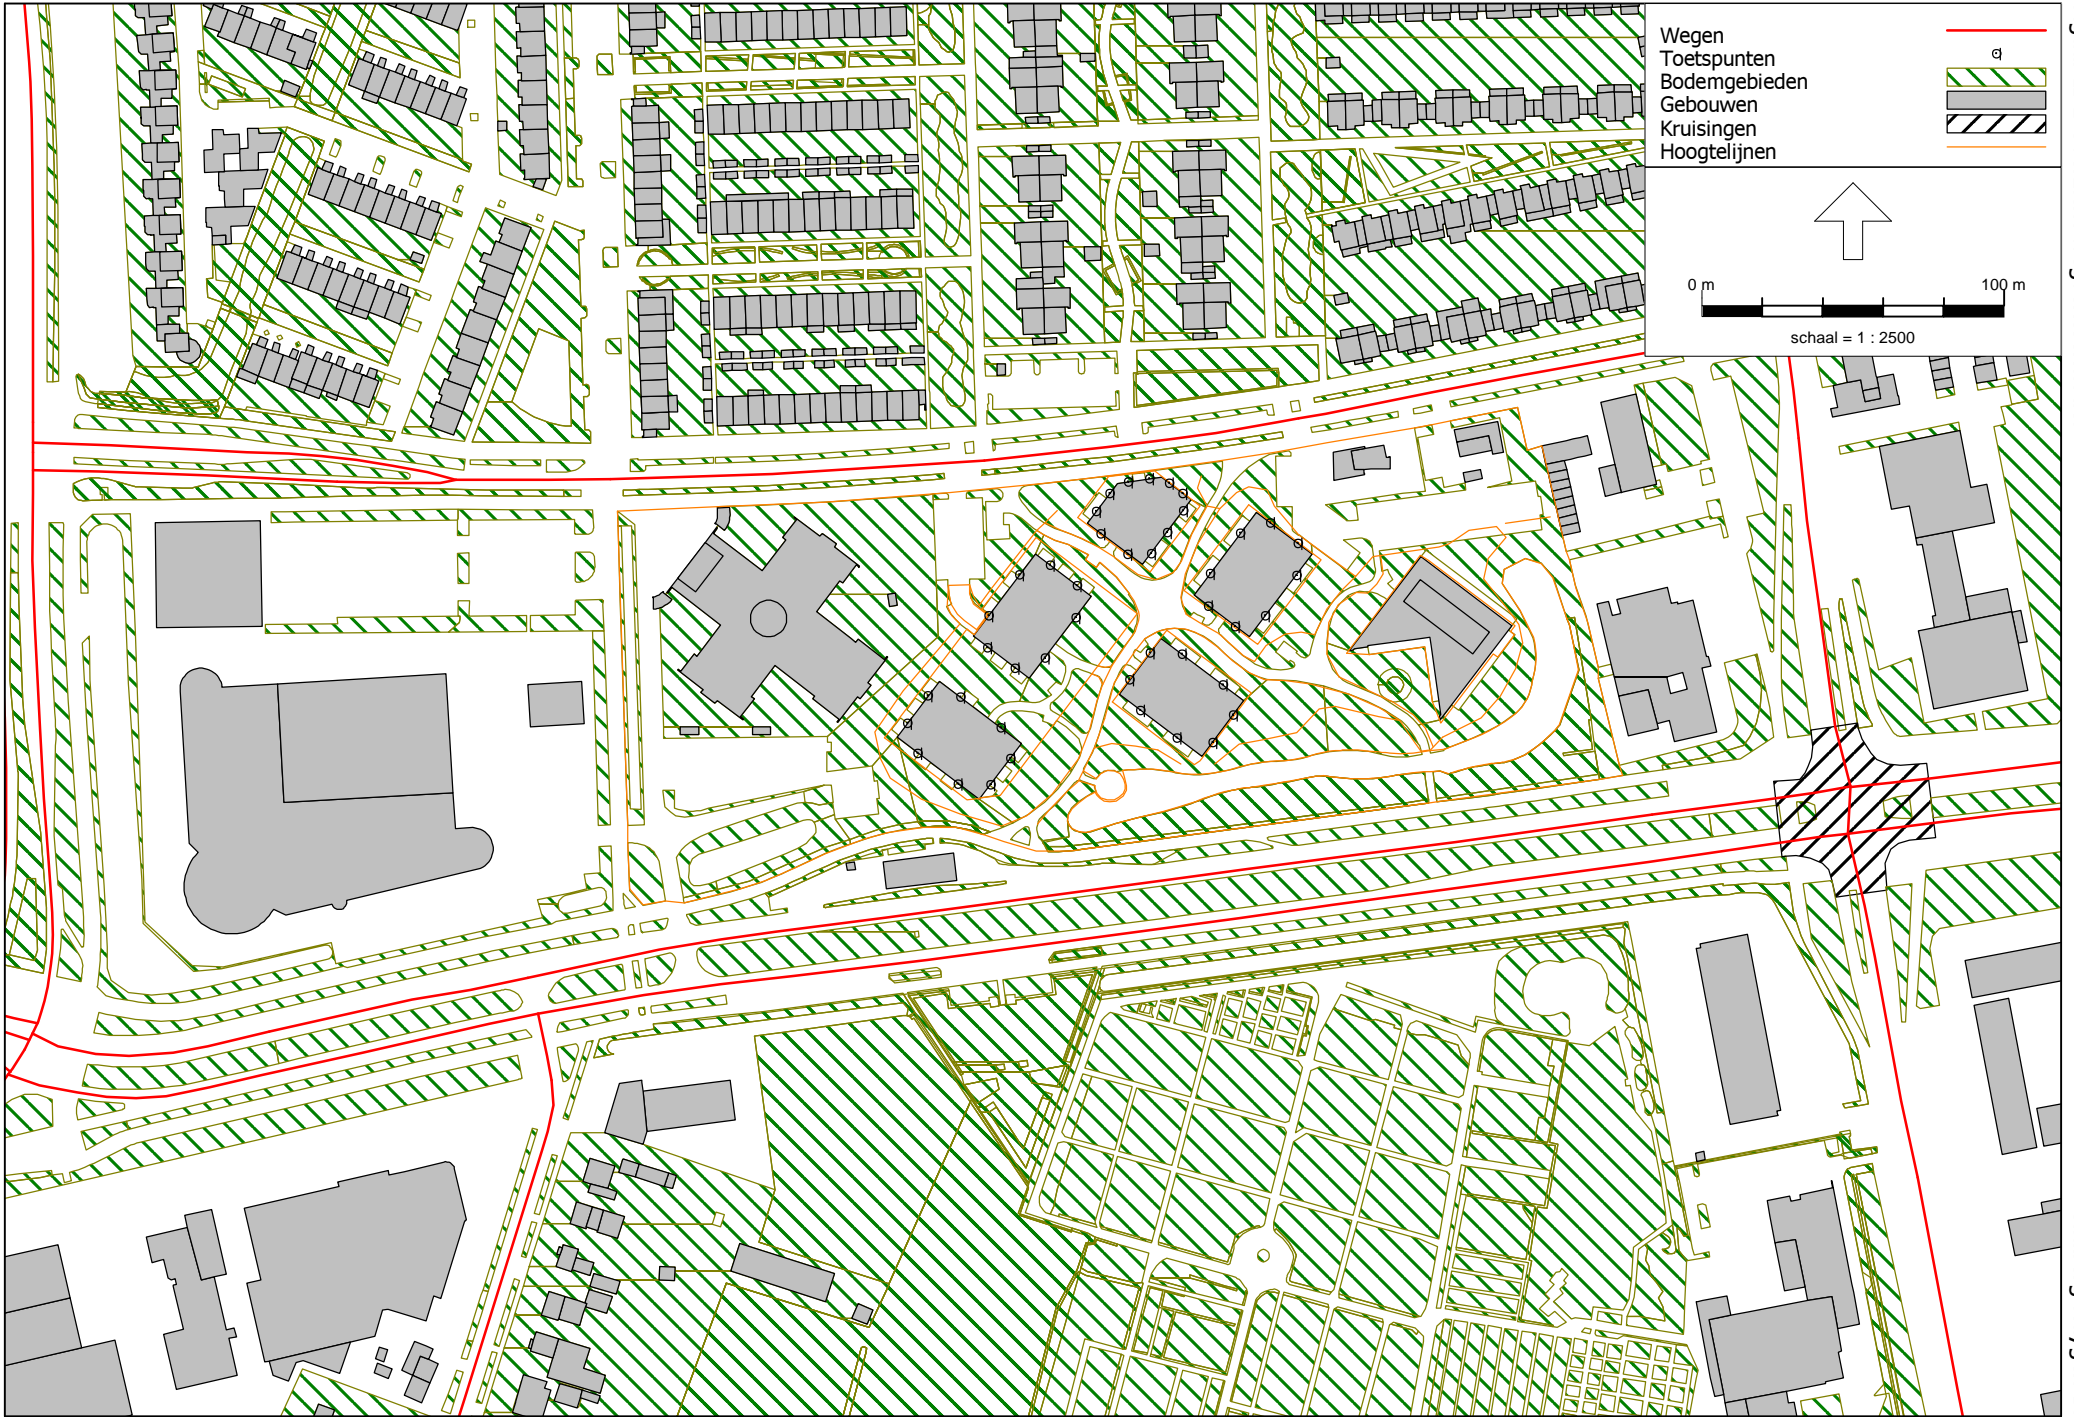 Wegen
Toetspunten
Bodemgebieden
Gebouwen
Kruisingen
Hoogtelijnen
0 m 100 m
schaal = 1 : 2500